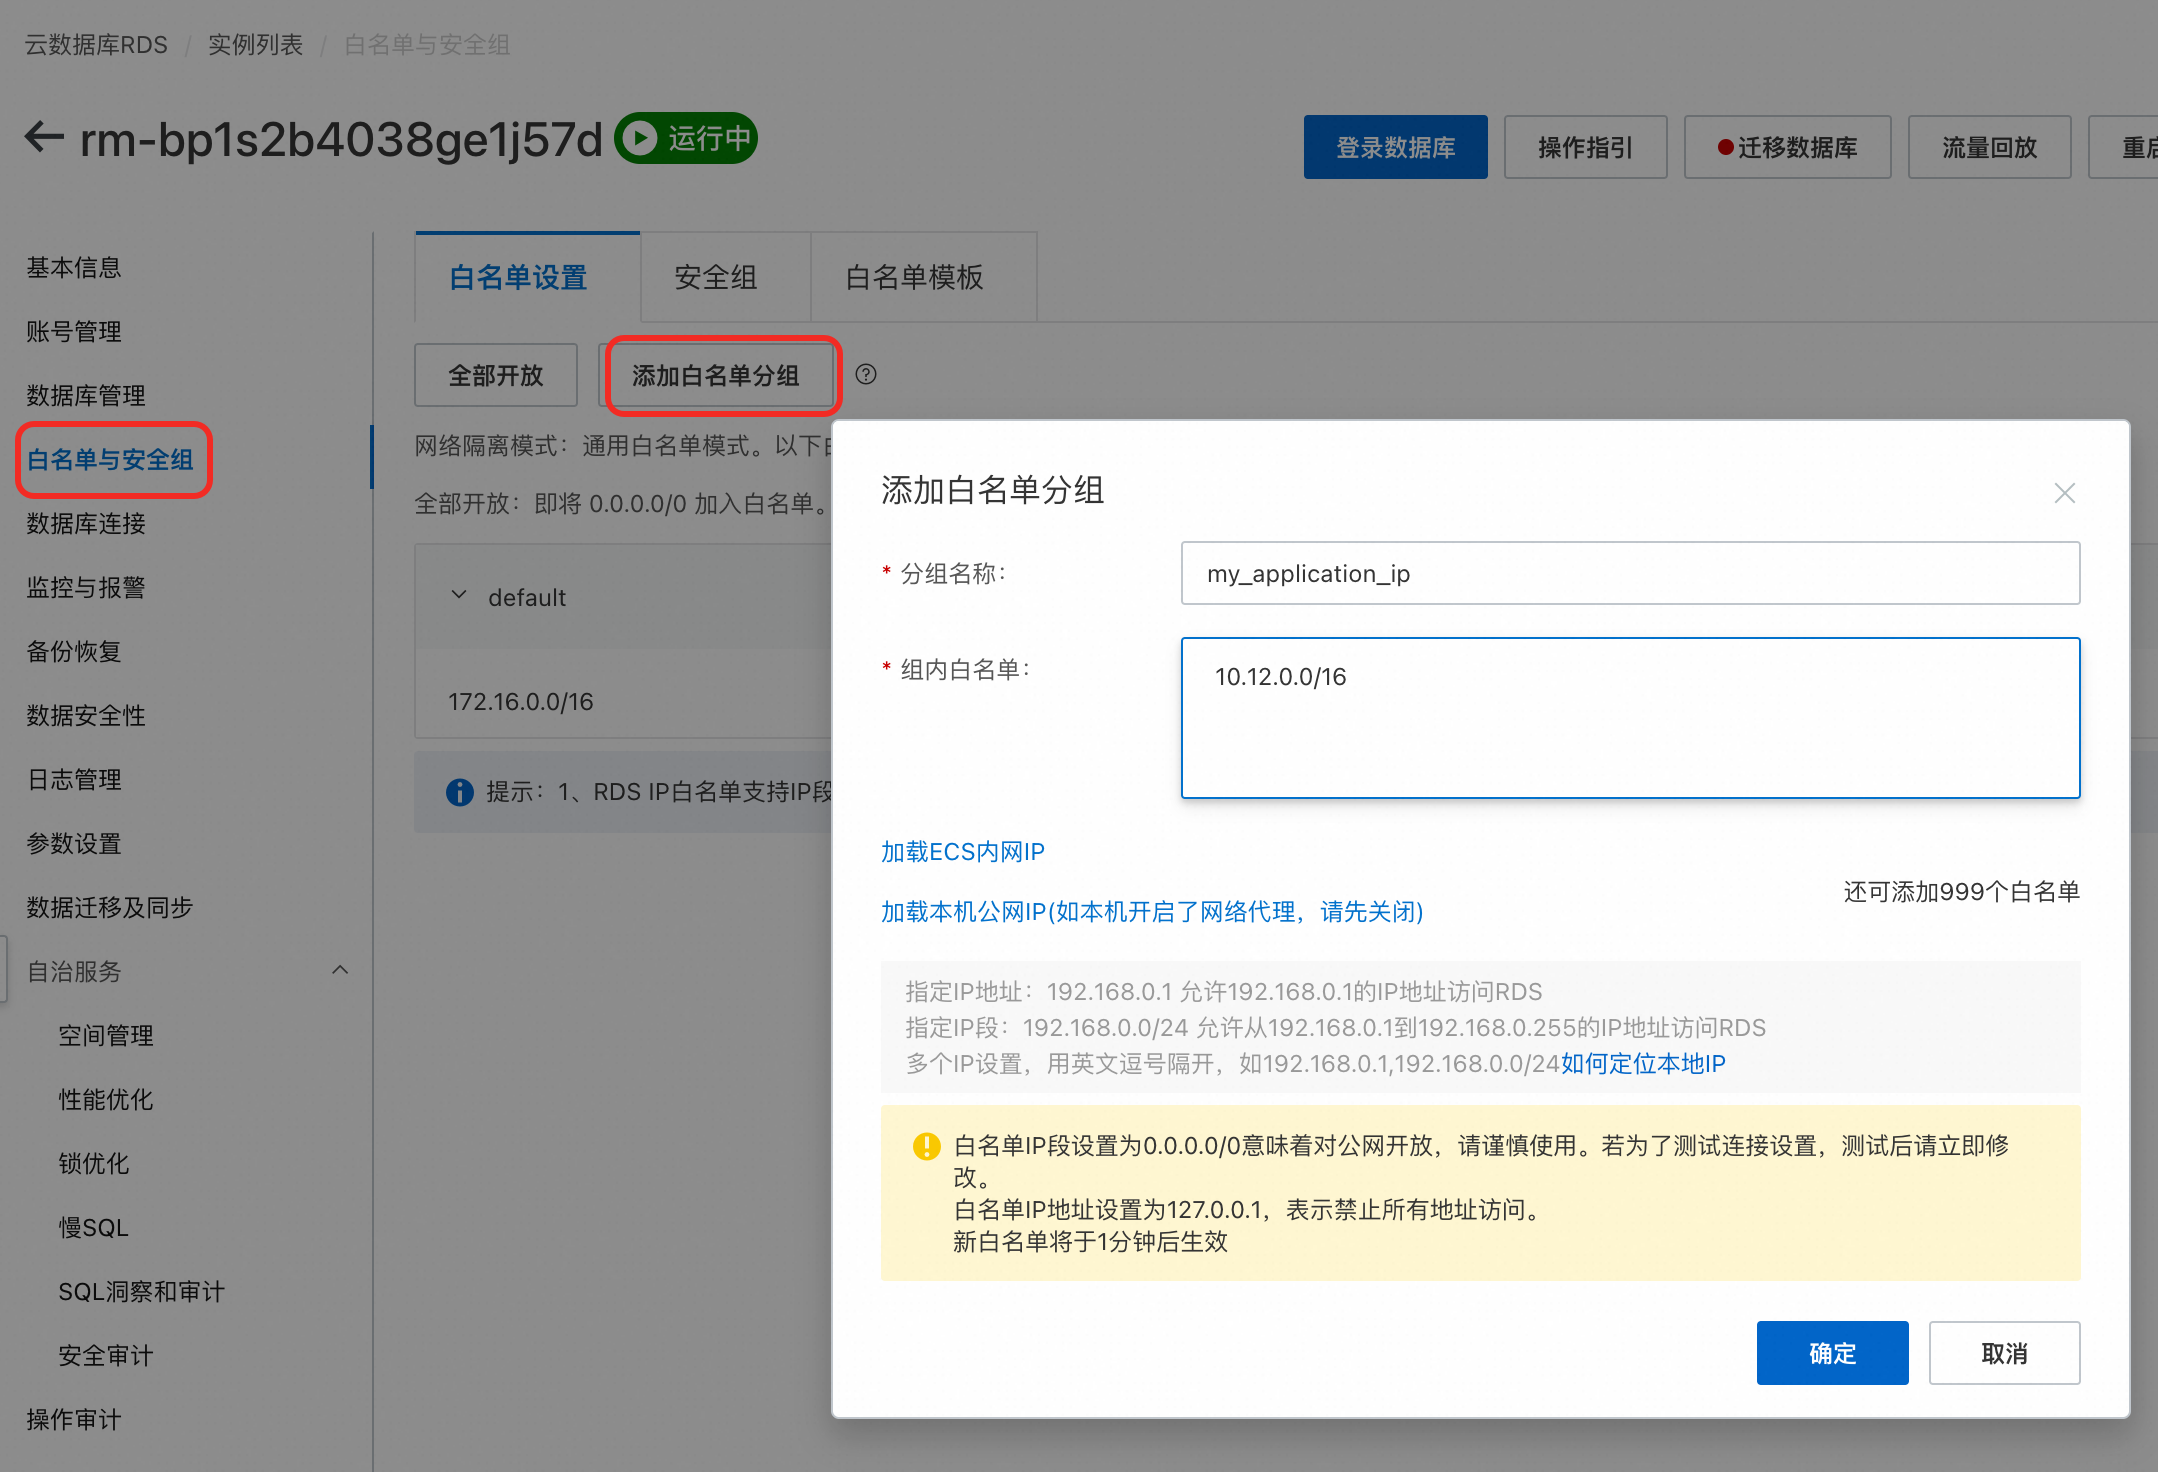 云数据库RDS / 实例列表 / 白名单与安全组
rm-bp1s2b4038ge1j57d 运行中
登录数据库 操作指引 迁移数据库 流量回放 重启
基本信息
账号管理
数据库管理
白名单与安全组
数据库连接
监控与报警
备份恢复
数据安全性
日志管理
参数设置
数据迁移及同步
自治服务
空间管理
性能优化
锁优化
慢SQL
SQL洞察和审计
安全审计
操作审计
白名单设置 安全组 白名单模板
全部开放 添加白名单分组
网络隔离模式：通用白名单模式。以下
全部开放：即将 0.0.0.0/0 加入白名单。
default
172.16.0.0/16
提示：1、RDS IP白名单支持IP段
添加白名单分组
* 分组名称： my_application_ip
* 组内白名单： 10.12.0.0/16
加载ECS内网IP
还可添加999个白名单
加载本机公网IP(如本机开启了网络代理，请先关闭)
指定IP地址：192.168.0.1 允许192.168.0.1的IP地址访问RDS
指定IP段：192.168.0.0/24 允许从192.168.0.1到192.168.0.255的IP地址访问RDS
多个IP设置，用英文逗号隔开，如192.168.0.1,192.168.0.0/24如何定位本地IP
白名单IP段设置为0.0.0.0/0意味着对公网开放，请谨慎使用。若为了测试连接设置，测试后请立即修
改。
白名单IP地址设置为127.0.0.1，表示禁止所有地址访问。
新白名单将于1分钟后生效
确定 取消